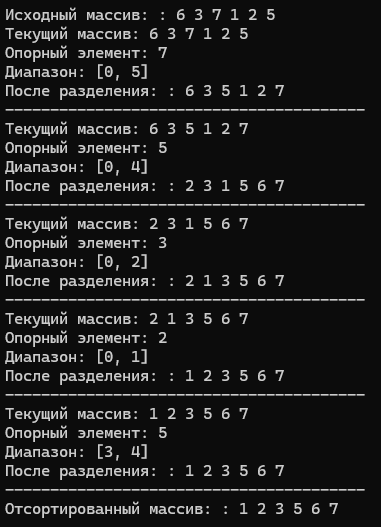 Исходный массив: : 6 3 7 1 2 5
Текущий массив: 6 3 7 1 2 5
Опорный элемент: 7
Диапазон: [0, 5]
После разделения: : 6 3 5 1 2 7
----------------------------------------
Текущий массив: 6 3 5 1 2 7
Опорный элемент: 5
Диапазон: [0, 4]
После разделения: : 2 3 1 5 6 7
----------------------------------------
Текущий массив: 2 3 1 5 6 7
Опорный элемент: 3
Диапазон: [0, 2]
После разделения: : 2 1 3 5 6 7
----------------------------------------
Текущий массив: 2 1 3 5 6 7
Опорный элемент: 2
Диапазон: [0, 1]
После разделения: : 1 2 3 5 6 7
----------------------------------------
Текущий массив: 1 2 3 5 6 7
Опорный элемент: 5
Диапазон: [3, 4]
После разделения: : 1 2 3 5 6 7
----------------------------------------
Отсортированный массив: : 1 2 3 5 6 7